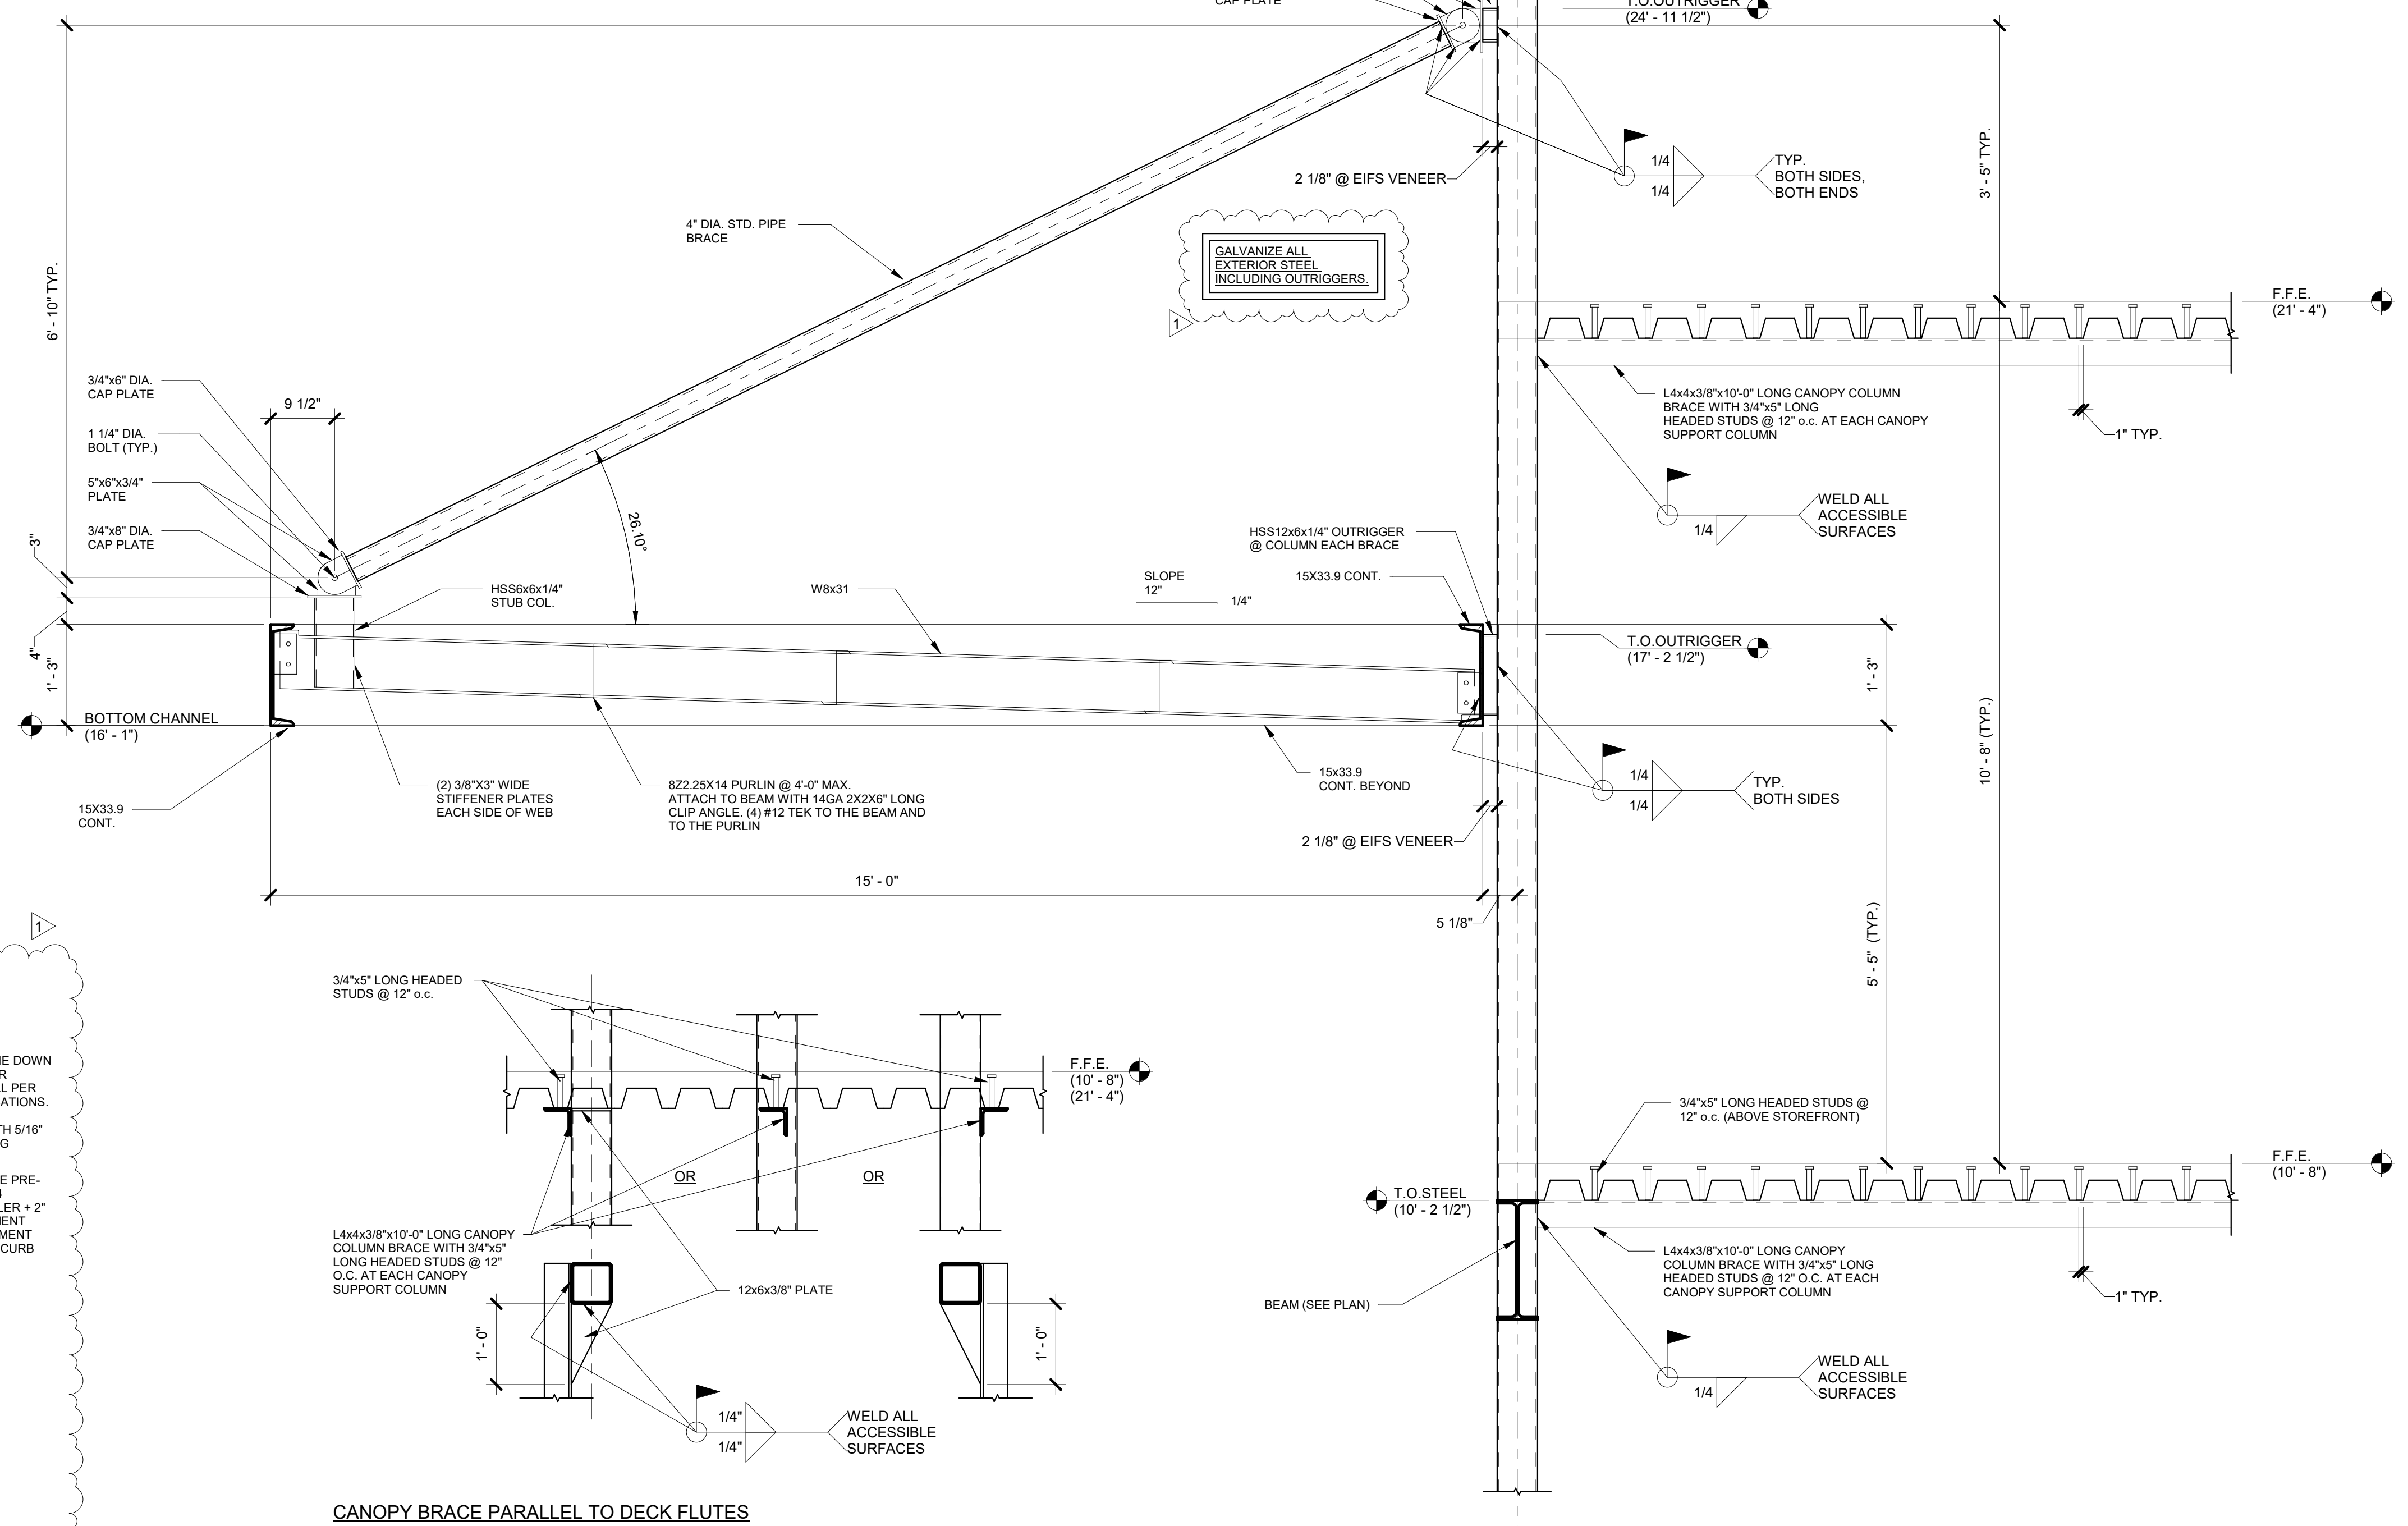 CAP PLATE
T.O.OUTRIGGER
(24' - 11 1/2")
6' - 10" TYP.
3' - 5" TYP.
2 1/8" @ EIFS VENEER
1/4
1/4
TYP.
BOTH SIDES,
BOTH ENDS
4" DIA. STD. PIPE
BRACE
GALVANIZE ALL
EXTERIOR STEEL
INCLUDING OUTRIGGERS.
1
F.F.E.
(21' - 4")
3/4"x6" DIA.
CAP PLATE
9 1/2"
1 1/4" DIA.
BOLT (TYP.)
5"x6"x3/4"
PLATE
3/4"x8" DIA.
CAP PLATE
3"
4"
1' - 3"
26.10°
L4x4x3/8"x10'-0" LONG CANOPY COLUMN
BRACE WITH 3/4"x5" LONG
HEADED STUDS @ 12" o.c. AT EACH CANOPY
SUPPORT COLUMN
1" TYP.
1/4
WELD ALL
ACCESSIBLE
SURFACES
HSS12x6x1/4" OUTRIGGER
@ COLUMN EACH BRACE
15X33.9 CONT.
HSS6x6x1/4"
STUB COL.
W8x31
SLOPE
12"
1/4"
T.O.OUTRIGGER
(17' - 2 1/2")
1' - 3"
10' - 8" (TYP.)
BOTTOM CHANNEL
(16' - 1")
15X33.9
CONT.
(2) 3/8"X3" WIDE
STIFFENER PLATES
EACH SIDE OF WEB
8Z2.25X14 PURLIN @ 4'-0" MAX.
ATTACH TO BEAM WITH 14GA 2X2X6" LONG
CLIP ANGLE. (4) #12 TEK TO THE BEAM AND
TO THE PURLIN
15x33.9
CONT. BEYOND
1/4
1/4
TYP.
BOTH SIDES
2 1/8" @ EIFS VENEER
15' - 0"
5 1/8"
5' - 5" (TYP.)
1
E DOWN
R
L PER
ATIONS.
TH 5/16"
G
E PRE-
4
LER + 2"
MENT
MENT
CURB
3/4"x5" LONG HEADED
STUDS @ 12" o.c.
F.F.E.
(10' - 8")
(21' - 4")
OR
OR
L4x4x3/8"x10'-0" LONG CANOPY
COLUMN BRACE WITH 3/4"x5"
LONG HEADED STUDS @ 12"
O.C. AT EACH CANOPY
SUPPORT COLUMN
12x6x3/8" PLATE
1' - 0"
1' - 0"
1/4"
1/4"
WELD ALL
ACCESSIBLE
SURFACES
3/4"x5" LONG HEADED STUDS @
12" o.c. (ABOVE STOREFRONT)
F.F.E.
(10' - 8")
T.O.STEEL
(10' - 2 1/2")
BEAM (SEE PLAN)
L4x4x3/8"x10'-0" LONG CANOPY
COLUMN BRACE WITH 3/4"x5" LONG
HEADED STUDS @ 12" O.C. AT EACH
CANOPY SUPPORT COLUMN
1" TYP.
1/4
WELD ALL
ACCESSIBLE
SURFACES
CANOPY BRACE PARALLEL TO DECK FLUTES